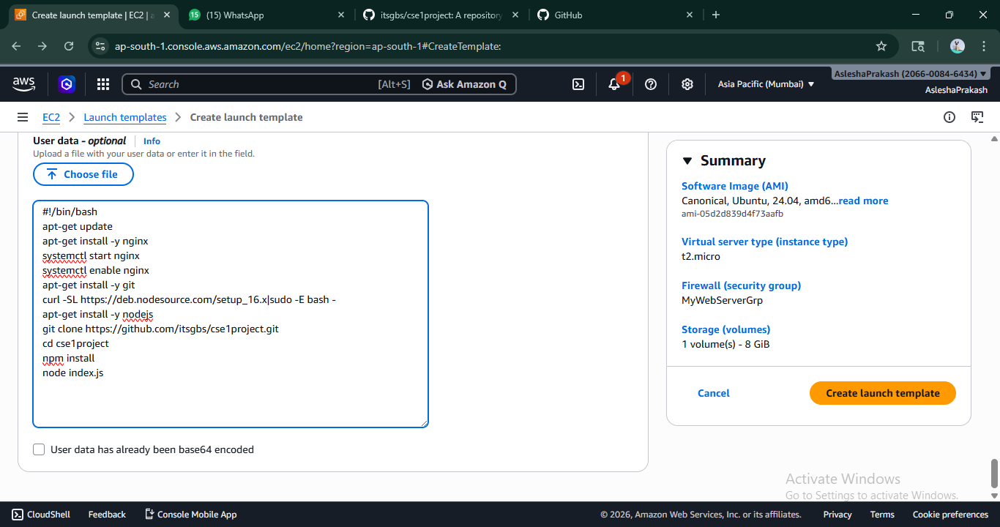 Create launch template | EC2 | a
(15) WhatsApp
itsgbs/cse1project: A repository
GitHub
ap-south-1.console.aws.amazon.com/ec2/home?region=ap-south-1#CreateTemplate:
aws
Search
[Alt+S]
Ask Amazon Q
1
Asia Pacific (Mumbai)
AsleshaPrakash (2066-0084-6434)
AsleshaPrakash
EC2
Launch templates
Create launch template
User data - optional
Info
Upload a file with your user data or enter it in the field.
Choose file
#!/bin/bash
apt-get update
apt-get install -y nginx
systemctl start nginx
systemctl enable nginx
apt-get install -y git
curl -SL https://deb.nodesource.com/setup_16.x|sudo -E bash -
apt-get install -y nodejs
git clone https://github.com/itsgbs/cse1project.git
cd cse1project
npm install
node index.js
User data has already been base64 encoded
Summary
Software Image (AMI)
Canonical, Ubuntu, 24.04, amd6...read more
ami-05d2d839d4f73aafb
Virtual server type (instance type)
t2.micro
Firewall (security group)
MyWebServerGrp
Storage (volumes)
1 volume(s) - 8 GiB
Cancel
Create launch template
Activate Windows
Go to Settings to activate Windows.
CloudShell
Feedback
Console Mobile App
© 2026, Amazon Web Services, Inc. or its affiliates.
Privacy
Terms
Cookie preferences